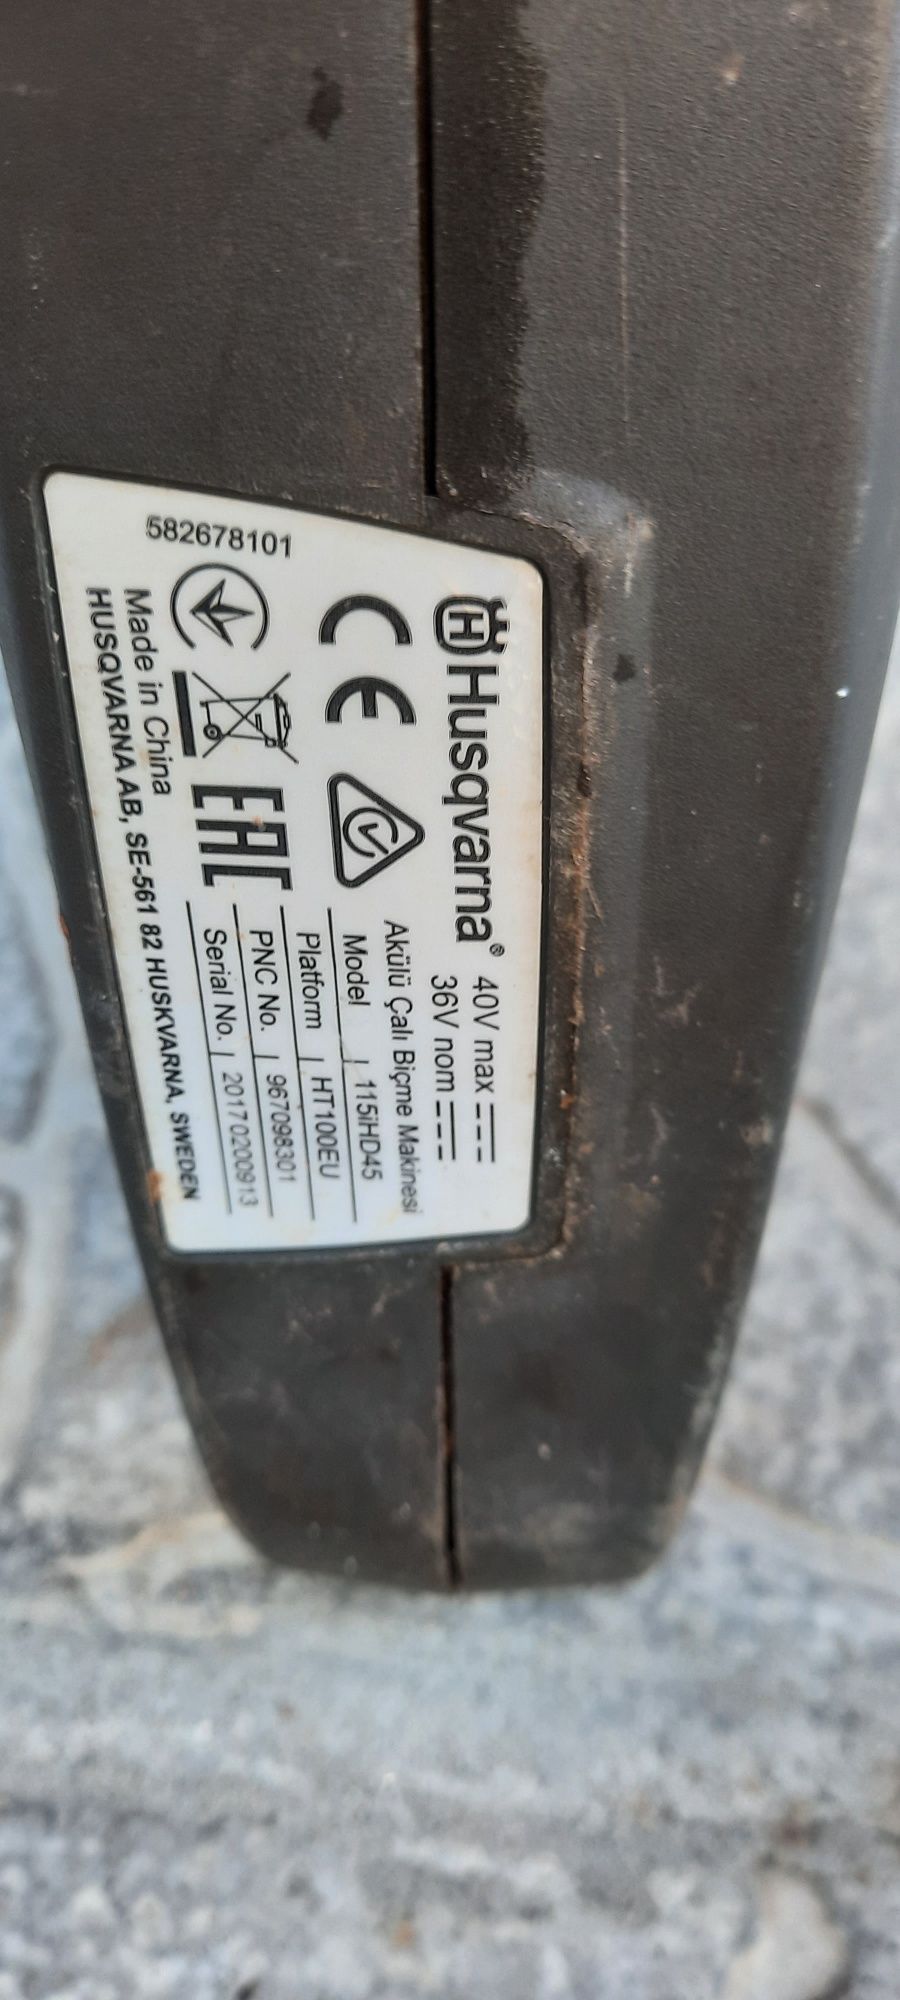 Husqvarna® 40V max
36V nom
Akülü Çalı Biçme Makinesi
Model 115iHD45
Platform HT100EU
PNC No. 967098301
Serial No. 20170200913
CE
EAC
582678101
Made in China
HUSQVARNA AB, SE-561 82 HUSKVARNA, SWEDEN